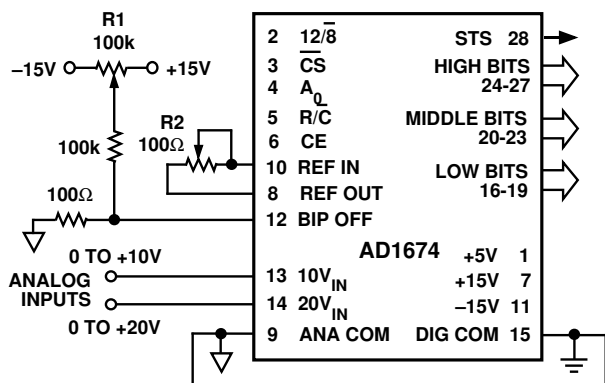 R1
100k
–15V
+15V
100k
R2
100Ω
100Ω
0 TO +10V
ANALOG
INPUTS
0 TO +20V
2 12/8̅
3 C̅S̅
4 A₀
5 R/C̅
6 CE
10 REF IN
8 REF OUT
12 BIP OFF
13 10V_IN
14 20V_IN
9 ANA COM
STS 28
HIGH BITS
24-27
MIDDLE BITS
20-23
LOW BITS
16-19
AD1674
+5V 1
+15V 7
–15V 11
DIG COM 15